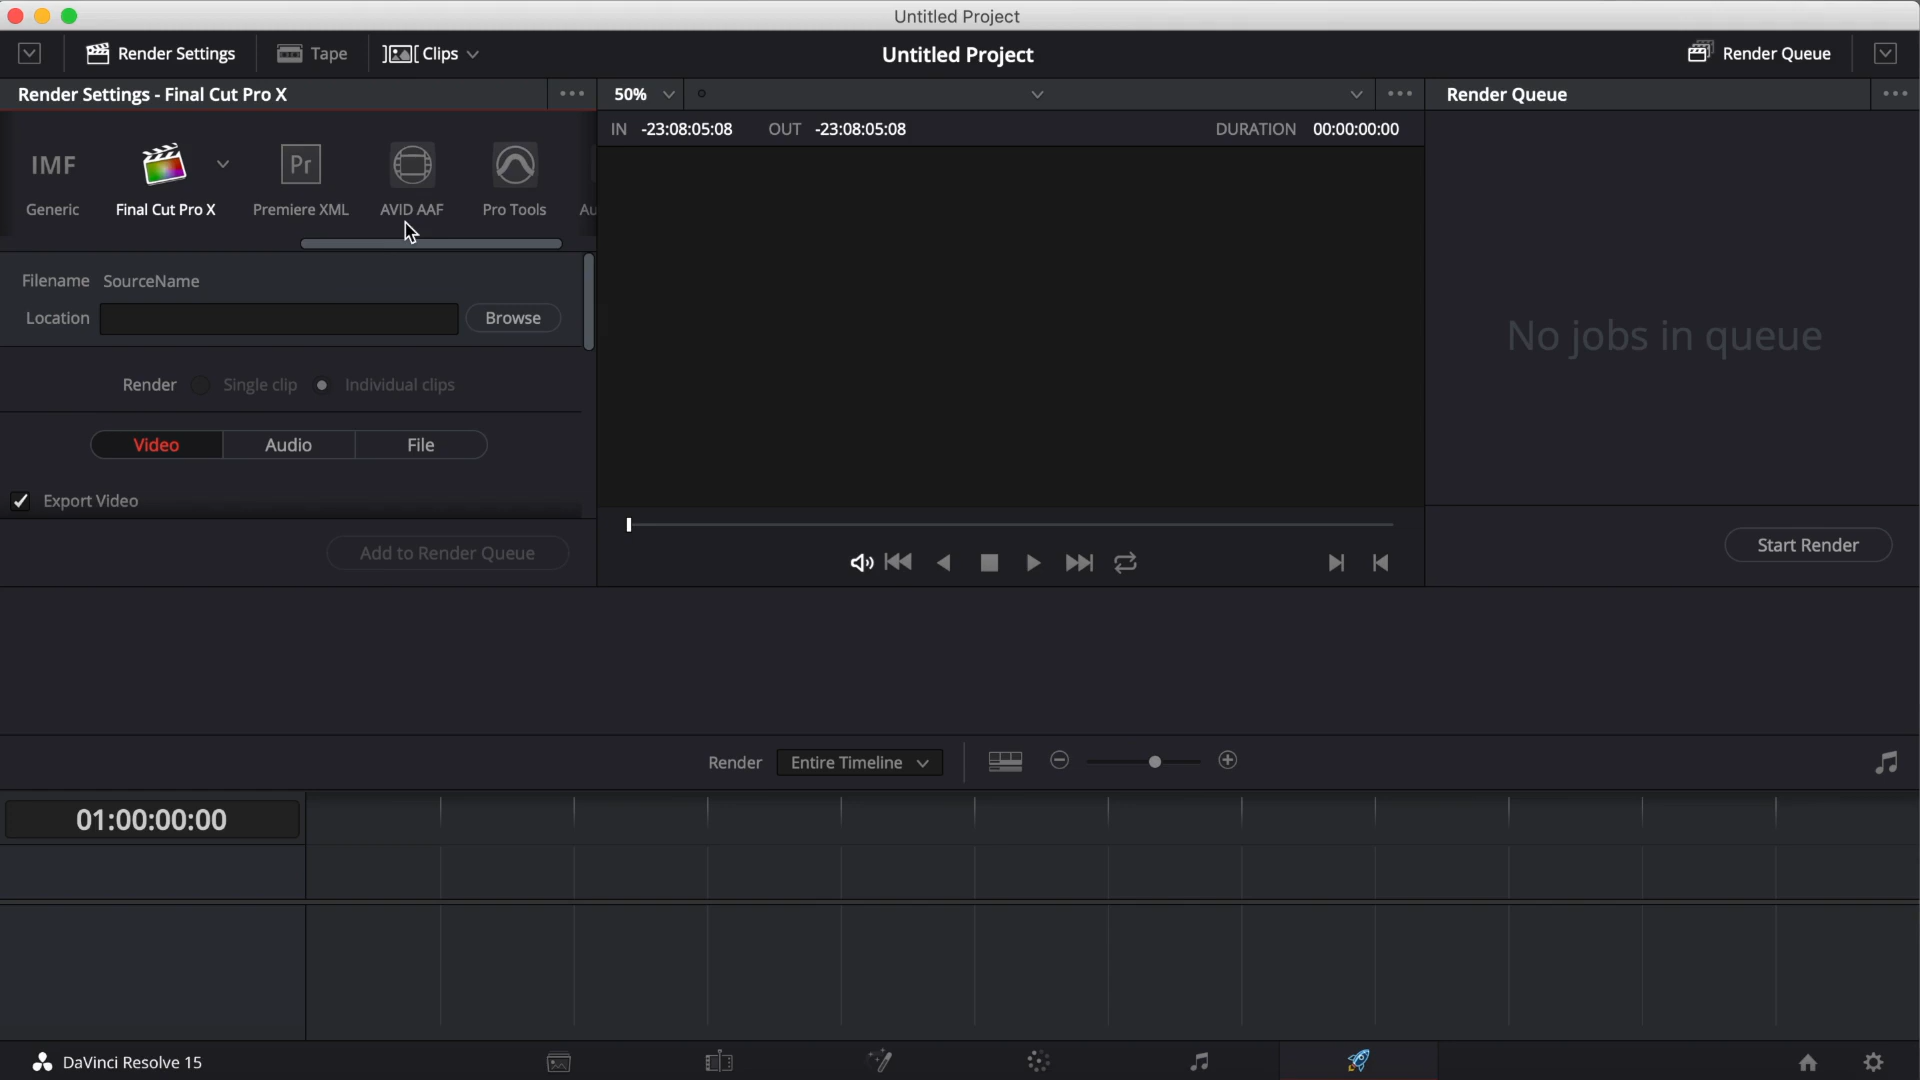 Untitled Project
Render Settings
Tape
Clips
Untitled Project
Render Queue
Render Settings - Final Cut Pro X
50%
Render Queue
IN -23:08:05:08 OUT -23:08:05:08
DURATION 00:00:00:00
IMF
Pr
Generic
Final Cut Pro X
Premiere XML
AVID AAF
Pro Tools
Au
Filename SourceName
Location
Browse
No jobs in queue
Render Single clip Individual clips
Video Audio File
Export Video
Add to Render Queue
Start Render
Render Entire Timeline
01:00:00:00
DaVinci Resolve 15